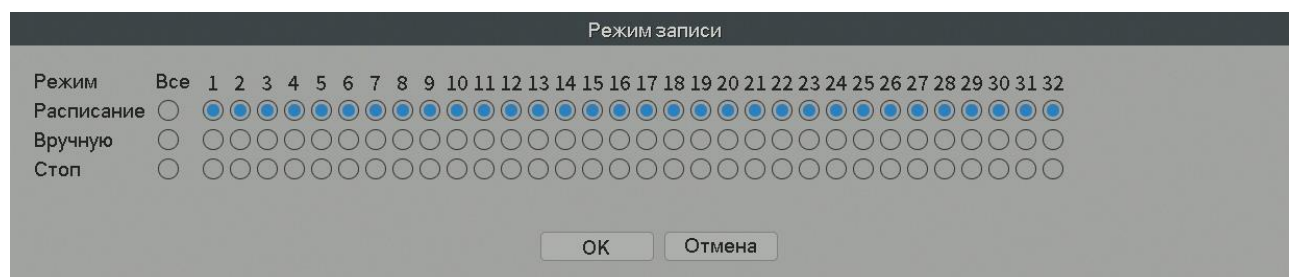 Режим записи
Режим Все 1 2 3 4 5 6 7 8 9 10 11 12 13 14 15 16 17 18 19 20 21 22 23 24 25 26 27 28 29 30 31 32
Расписание
Вручную
Стоп
OK Отмена